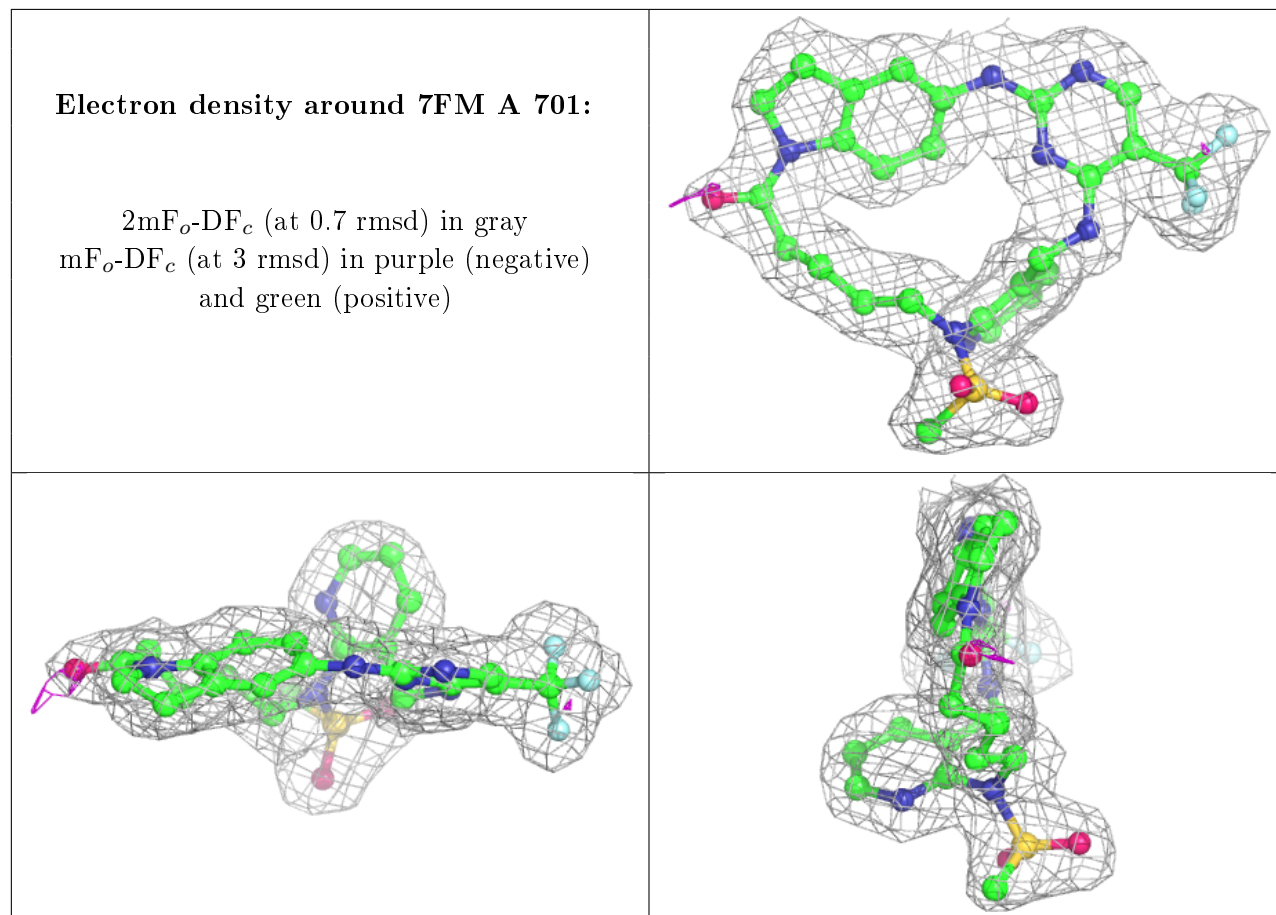 Electron density around 7FM A 701:
2mFo-DFc (at 0.7 rmsd) in gray
mFo-DFc (at 3 rmsd) in purple (negative)
and green (positive)